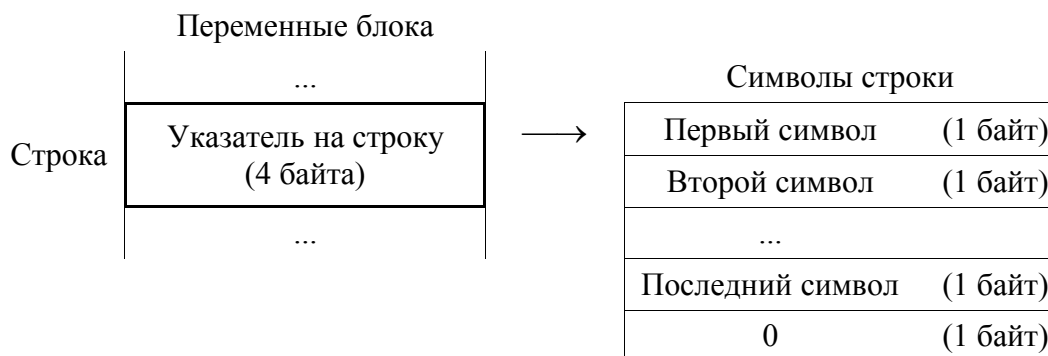 Переменные блока
...
Строка
Указатель на строку
(4 байта)
...
Символы строки
Первый символ (1 байт)
Второй символ (1 байт)
...
Последний символ (1 байт)
0 (1 байт)